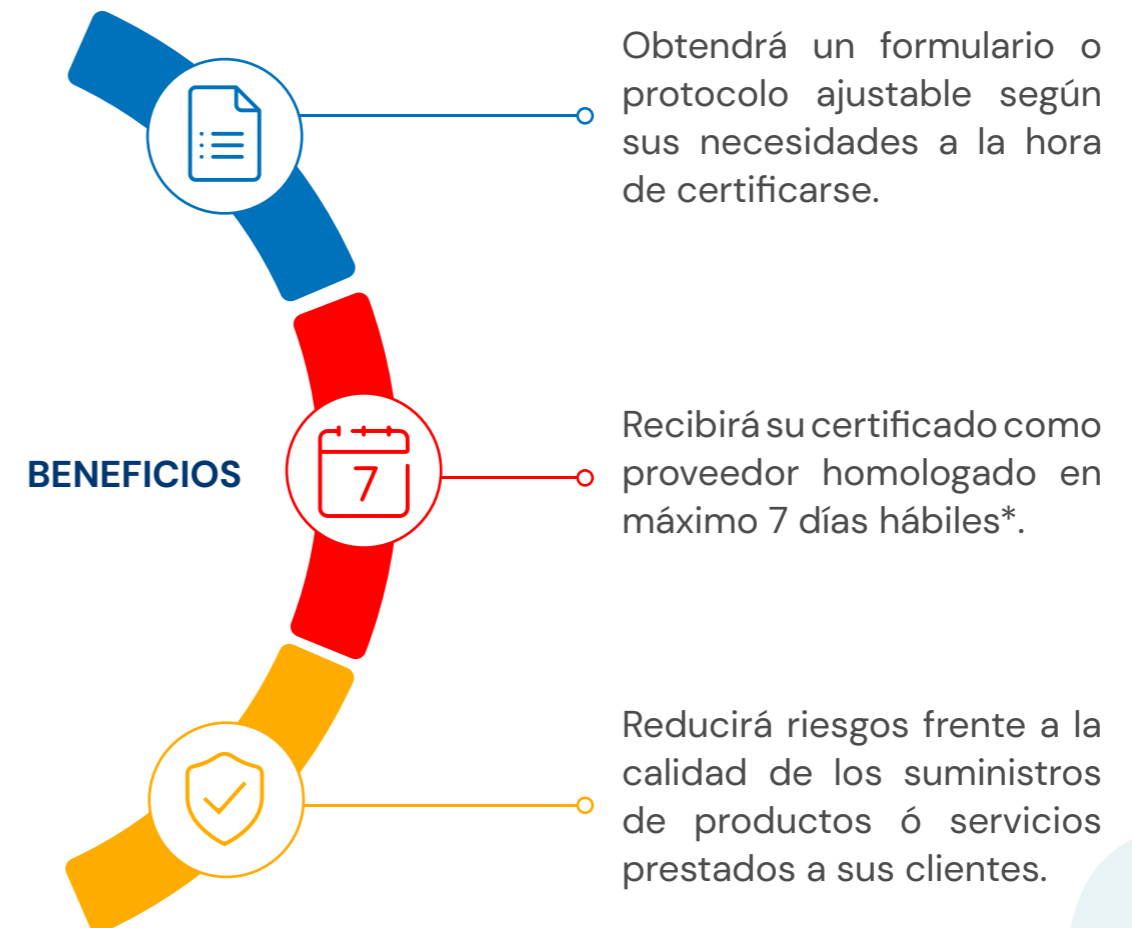 Obtendrá un formulario o
protocolo ajustable según
sus necesidades a la hora
de certificarse.
BENEFICIOS
7
Recibirá su certificado como
proveedor homologado en
máximo 7 días hábiles*.
Reducirá riesgos frente a la
calidad de los suministros
de productos ó servicios
prestados a sus clientes.